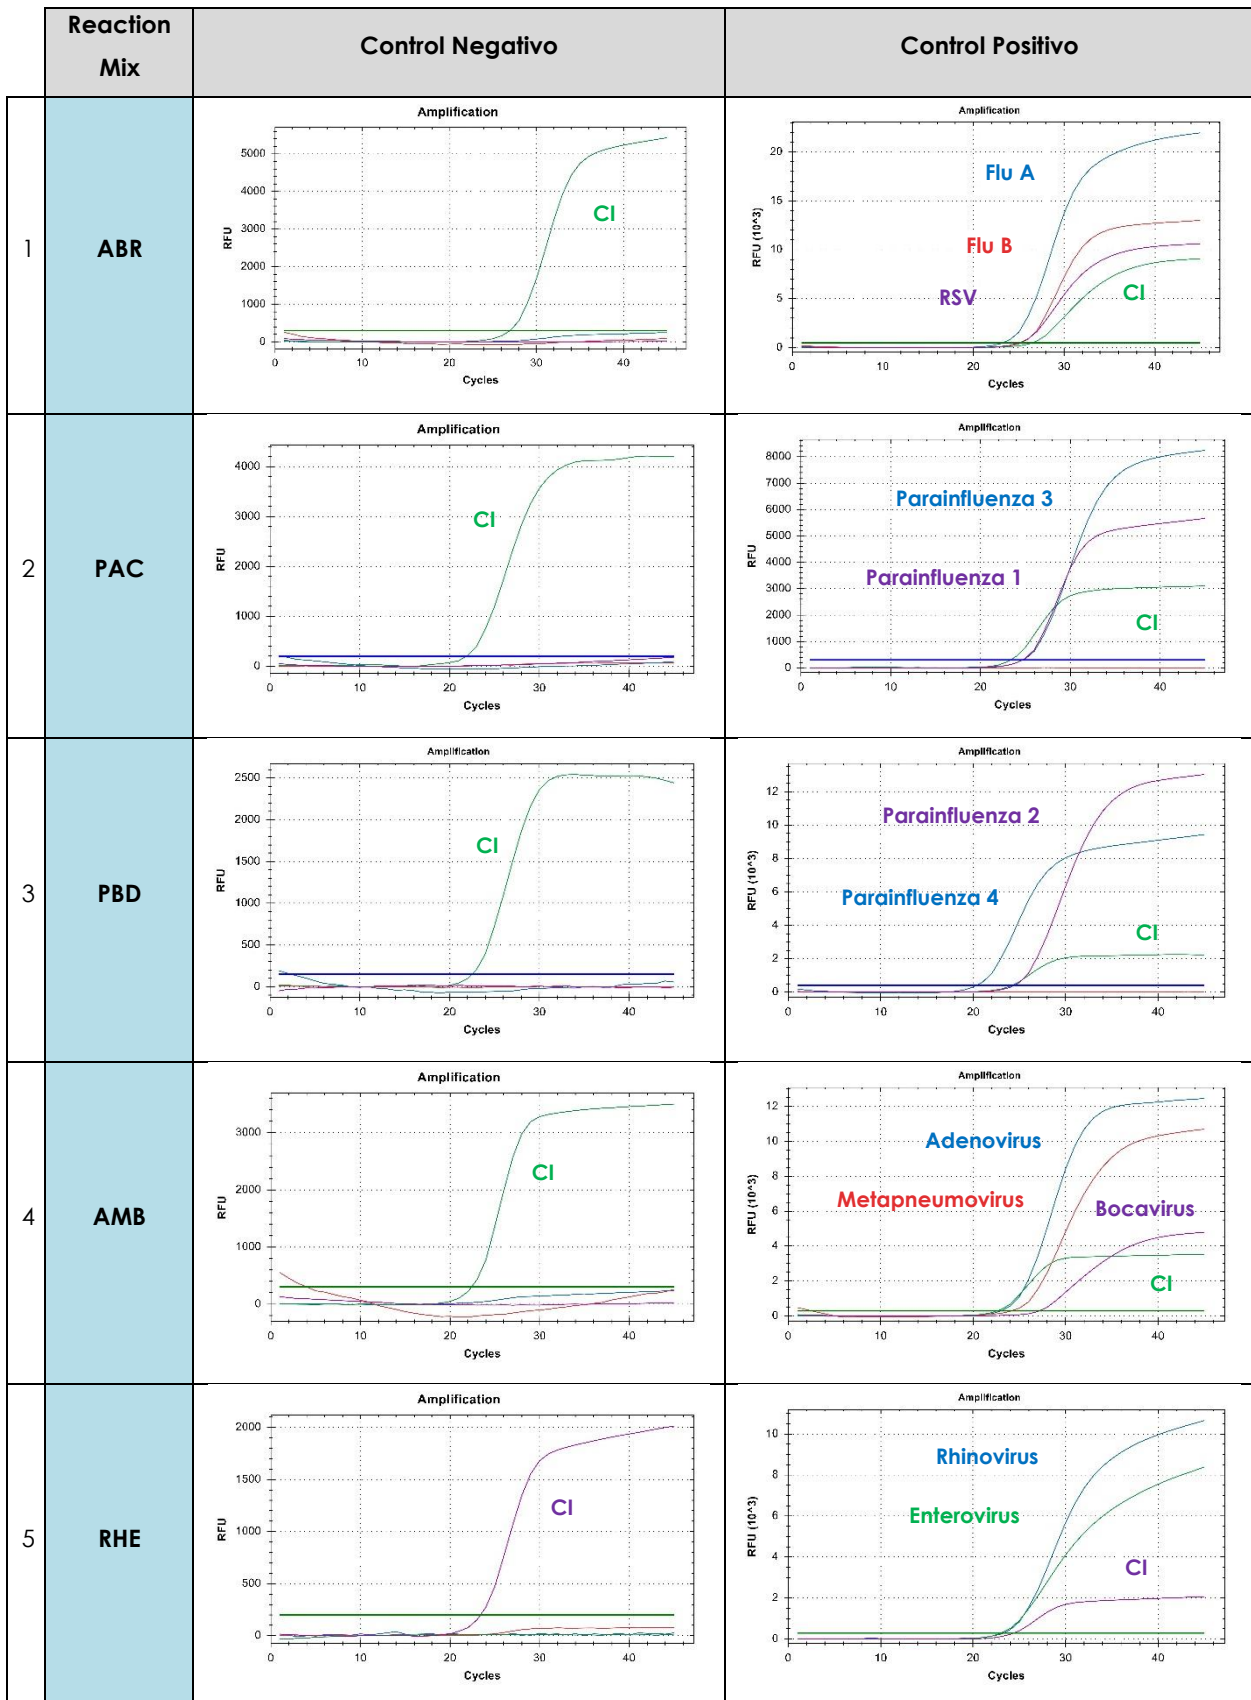 Reaction Mix
Control Negativo
Control Positivo
1
ABR
Amplification
5000
4000
3000
2000
1000
0
RFU
CI
0
10
20
30
40
Cycles
Amplification
20
15
10
5
0
RFU (10^3)
Flu A
Flu B
RSV
CI
0
10
20
30
40
Cycles
2
PAC
Amplification
4000
3000
2000
1000
0
RFU
CI
0
10
20
30
40
Cycles
Amplification
8000
7000
6000
5000
4000
3000
2000
1000
0
RFU
Parainfluenza 3
Parainfluenza 1
CI
0
10
20
30
40
Cycles
3
PBD
Amplification
2500
2000
1500
1000
500
0
RFU
CI
0
10
20
30
40
Cycles
Amplification
12
10
8
6
4
2
0
RFU (10^3)
Parainfluenza 2
Parainfluenza 4
CI
0
10
20
30
40
Cycles
4
AMB
Amplification
3000
2000
1000
0
RFU
CI
0
10
20
30
40
Cycles
Amplification
12
10
8
6
4
2
0
RFU (10^3)
Adenovirus
Metapneumovirus
Bocavirus
CI
0
10
20
30
40
Cycles
5
RHE
Amplification
2000
1500
1000
500
0
RFU
CI
0
10
20
30
40
Cycles
Amplification
10
8
6
4
2
0
RFU (10^3)
Rhinovirus
Enterovirus
CI
0
10
20
30
40
Cycles